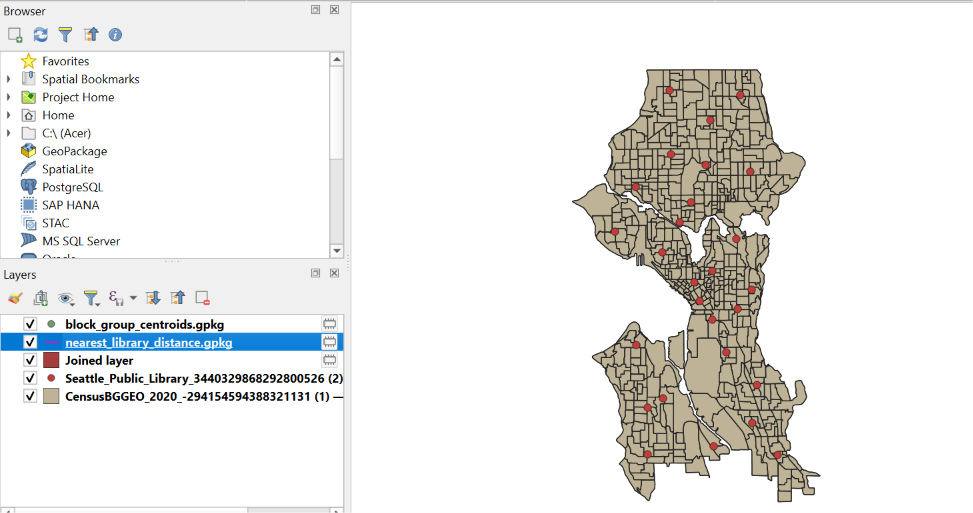 Browser
Favorites
Spatial Bookmarks
Project Home
Home
C:\ (Acer)
GeoPackage
SpatiaLite
PostgreSQL
SAP HANA
STAC
MS SQL Server
Layers
block_group_centroids.gpkg
nearest_library_distance.gpkg
Joined layer
Seattle_Public_Library_3440329868292800526 (2)
CensusBGGEO_2020_-294154594388321131 (1) —